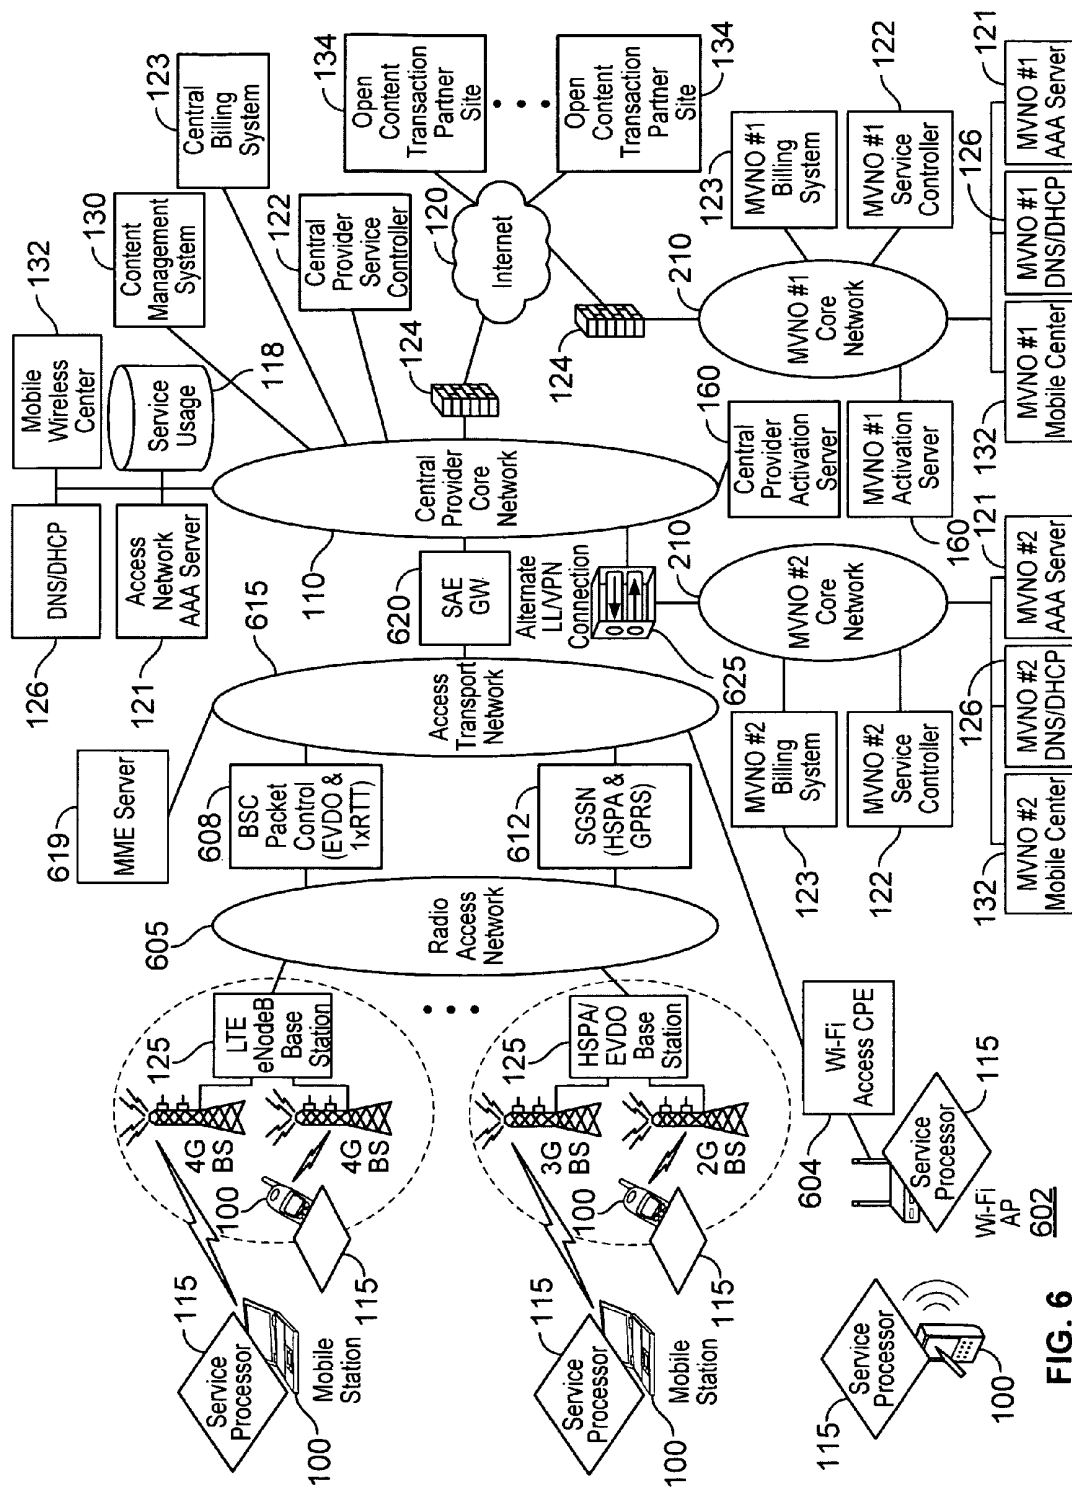 619
MME Server
126
DNS/DHCP
132
Mobile
Wireless
Center
121
Access
Network
AAA Server
118
Service
Usage
130
Content
Management
System
123
Central
Billing
System
122
Central
Provider
Service
Controller
134
Open
Content
Transaction
Partner
Site
134
Open
Content
Transaction
Partner
Site
120
Internet
124
124
110
Central
Provider
Core
Network
620
SAE
GW
615
Access
Transport
Network
608
BSC
Packet
Control
(EVDO &
1xRTT)
612
SGSN
(HSPA &
GPRS)
605
Radio
Access
Network
125
LTE
eNodeB
Base
Station
4G
BS
4G
BS
100
115
115
Service
Processor
Mobile
Station
100
125
HSPA/
EVDO
Base
Station
3G
BS
2G
BS
100
115
115
Service
Processor
Mobile
Station
100
Alternate
LL/VPN
Connection
625
160
Central
Provider
Activation
Server
210
MVNO #1
Core
Network
123
MVNO #1
Billing
System
122
MVNO #1
Service
Controller
160
MVNO #1
Activation
Server
132
MVNO #1
Mobile Center
126
MVNO #1
DNS/DHCP
121
MVNO #1
AAA Server
210
MVNO #2
Core
Network
123
MVNO #2
Billing
System
122
MVNO #2
Service
Controller
132
MVNO #2
Mobile Center
126
MVNO #2
DNS/DHCP
121
MVNO #2
AAA Server
604
Wi-Fi
Access CPE
115
Service
Processor
Wi-Fi
AP
602
115
Service
Processor
100
FIG. 6